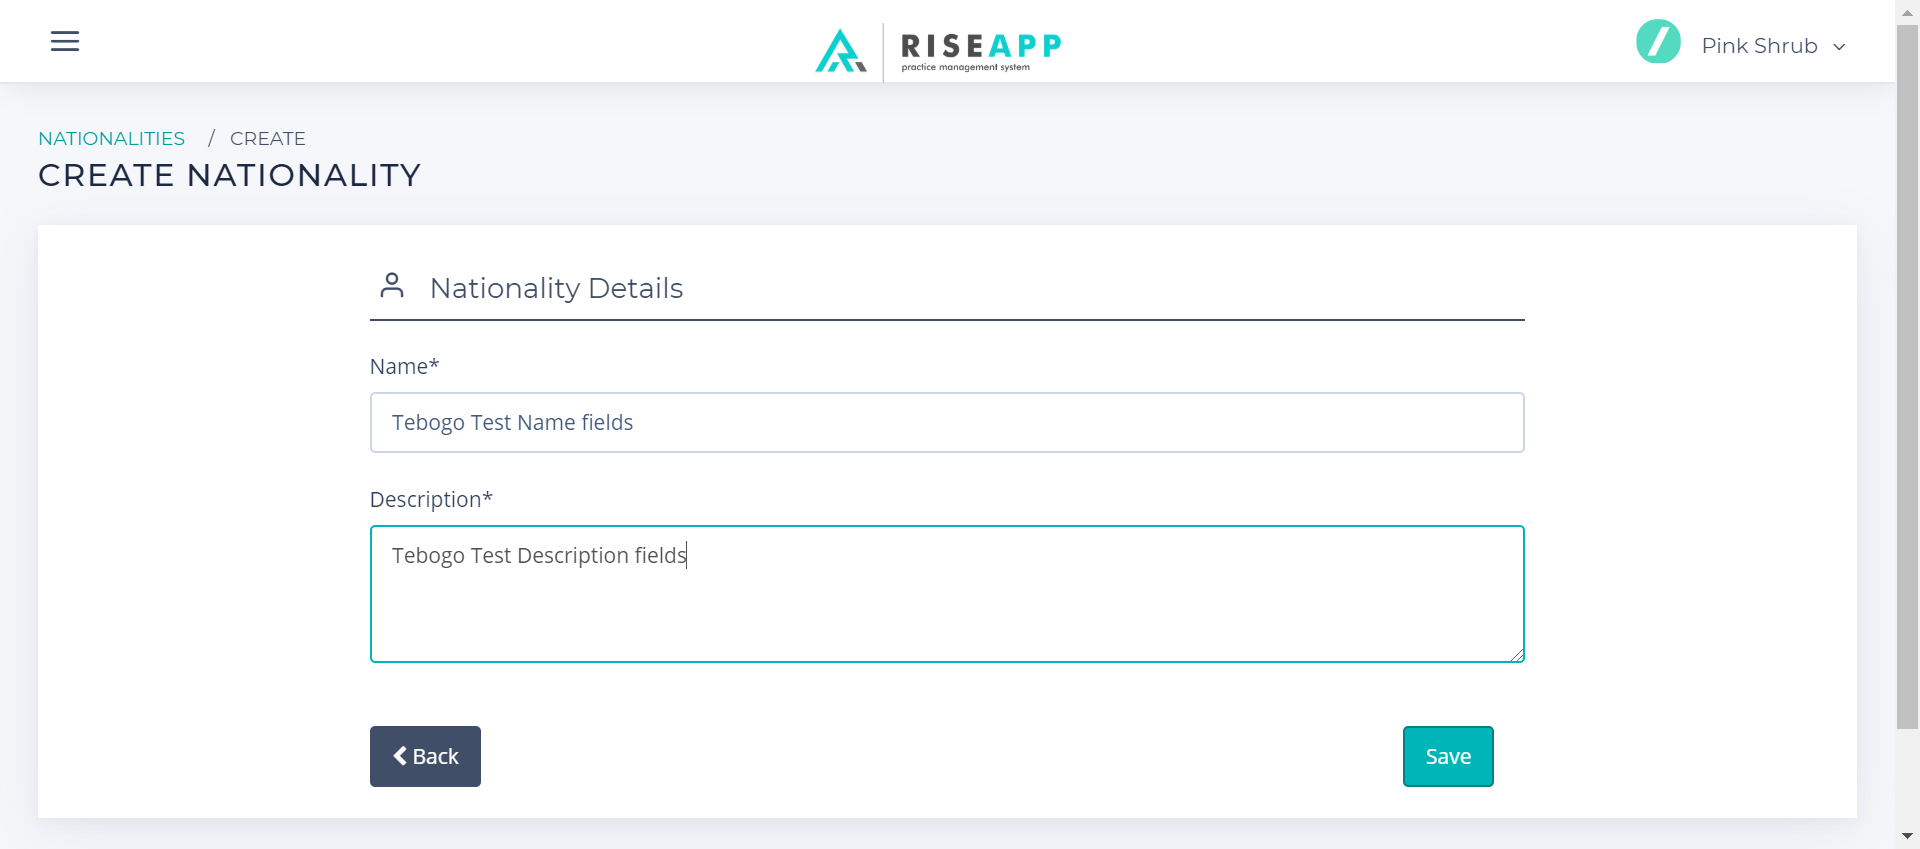 RISEAPP
practice management system
Pink Shrub
NATIONALITIES / CREATE
CREATE NATIONALITY
Nationality Details
Name*
Tebogo Test Name fields
Description*
Tebogo Test Description fields
Back
Save